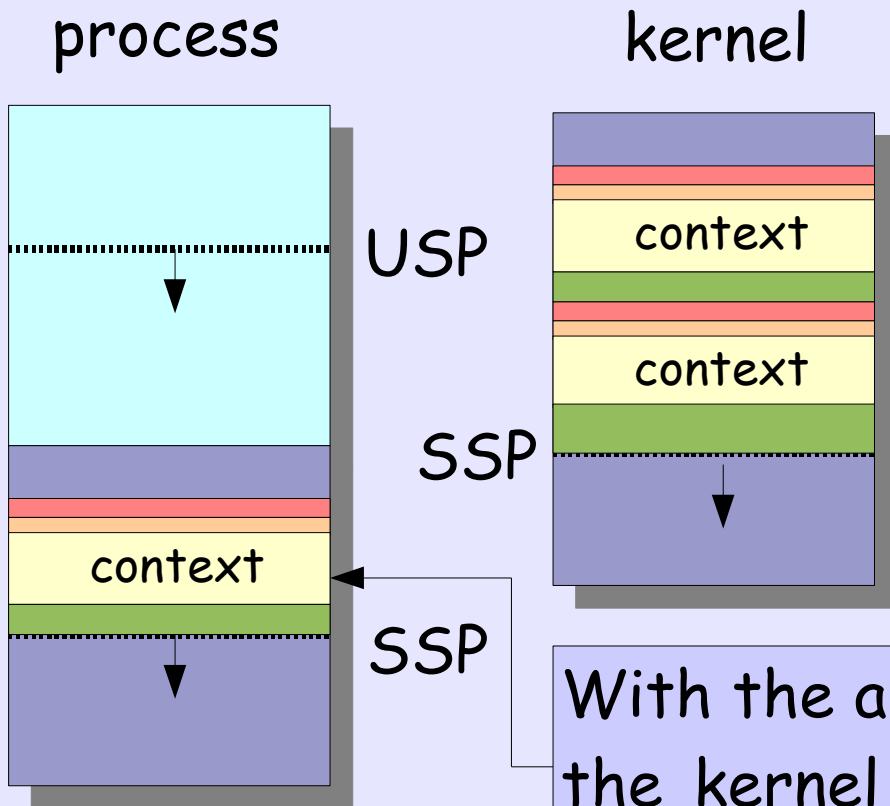 process
kernel
USP
context
context
SSP
context
SSP
With the a
the kernel